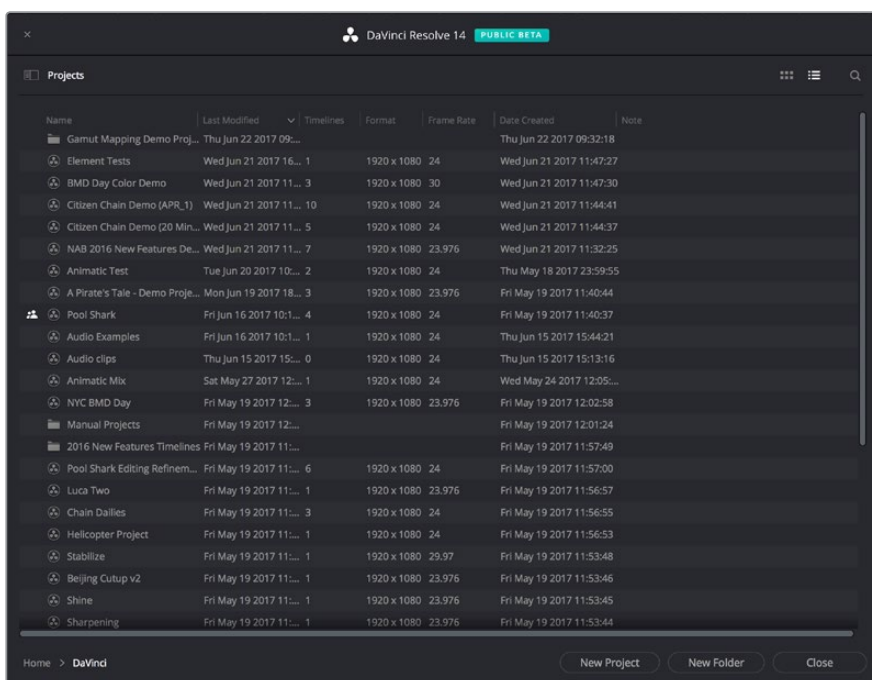 × DaVinci Resolve 14 PUBLIC BETA
Projects
Name Last Modified Timelines Format Frame Rate Date Created Note
Gamut Mapping Demo Proj... Thu Jun 22 2017 09:... Thu Jun 22 2017 09:32:18
Element Tests Wed Jun 21 2017 16... 1 1920 x 1080 24 Wed Jun 21 2017 11:47:27
BMD Day Color Demo Wed Jun 21 2017 11... 3 1920 x 1080 30 Wed Jun 21 2017 11:47:30
Citizen Chain Demo (APR_1) Wed Jun 21 2017 11... 10 1920 x 1080 24 Wed Jun 21 2017 11:44:41
Citizen Chain Demo (20 Min... Wed Jun 21 2017 11... 5 1920 x 1080 24 Wed Jun 21 2017 11:44:37
NAB 2016 New Features De... Wed Jun 21 2017 11... 7 1920 x 1080 23.976 Wed Jun 21 2017 11:32:25
Animatic Test Tue Jun 20 2017 10:... 2 1920 x 1080 24 Thu May 18 2017 23:59:55
A Pirate's Tale - Demo Proje... Mon Jun 19 2017 18... 3 1920 x 1080 23.976 Fri May 19 2017 11:40:44
Pool Shark Fri Jun 16 2017 10:1... 4 1920 x 1080 24 Fri May 19 2017 11:40:37
Audio Examples Fri Jun 16 2017 10:1... 1 1920 x 1080 24 Thu Jun 15 2017 15:44:21
Audio clips Thu Jun 15 2017 15:... 0 1920 x 1080 24 Thu Jun 15 2017 15:13:16
Animatic Mix Sat May 27 2017 12:... 1 1920 x 1080 24 Wed May 24 2017 12:05:...
NYC BMD Day Fri May 19 2017 12:... 3 1920 x 1080 23.976 Fri May 19 2017 12:02:58
Manual Projects Fri May 19 2017 12:... Fri May 19 2017 12:01:24
2016 New Features Timelines Fri May 19 2017 11:... Fri May 19 2017 11:57:49
Pool Shark Editing Refinem... Fri May 19 2017 11:... 6 1920 x 1080 24 Fri May 19 2017 11:57:00
Luca Two Fri May 19 2017 11:... 1 1920 x 1080 23.976 Fri May 19 2017 11:56:57
Chain Dailies Fri May 19 2017 11:... 3 1920 x 1080 24 Fri May 19 2017 11:56:55
Helicopter Project Fri May 19 2017 11:... 1 1920 x 1080 24 Fri May 19 2017 11:56:53
Stabilize Fri May 19 2017 11:... 1 1920 x 1080 29.97 Fri May 19 2017 11:53:48
Beijing Cutup v2 Fri May 19 2017 11:... 1 1920 x 1080 23.976 Fri May 19 2017 11:53:46
Shine Fri May 19 2017 11:... 1 1920 x 1080 23.976 Fri May 19 2017 11:53:45
Sharpening Fri May 19 2017 11:... 1 1920 x 1080 23.976 Fri May 19 2017 11:53:44
Home > DaVinci New Project New Folder Close